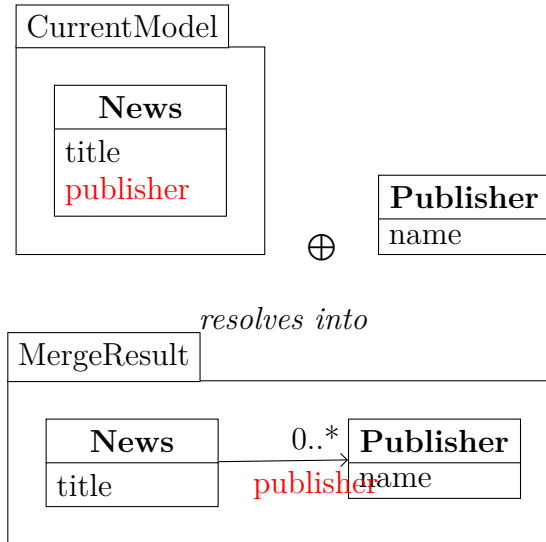 CurrentModel
News
title
publisher
Publisher
name
⊕
resolves into
MergeResult
News
title
0..*
publisher
Publisher
name